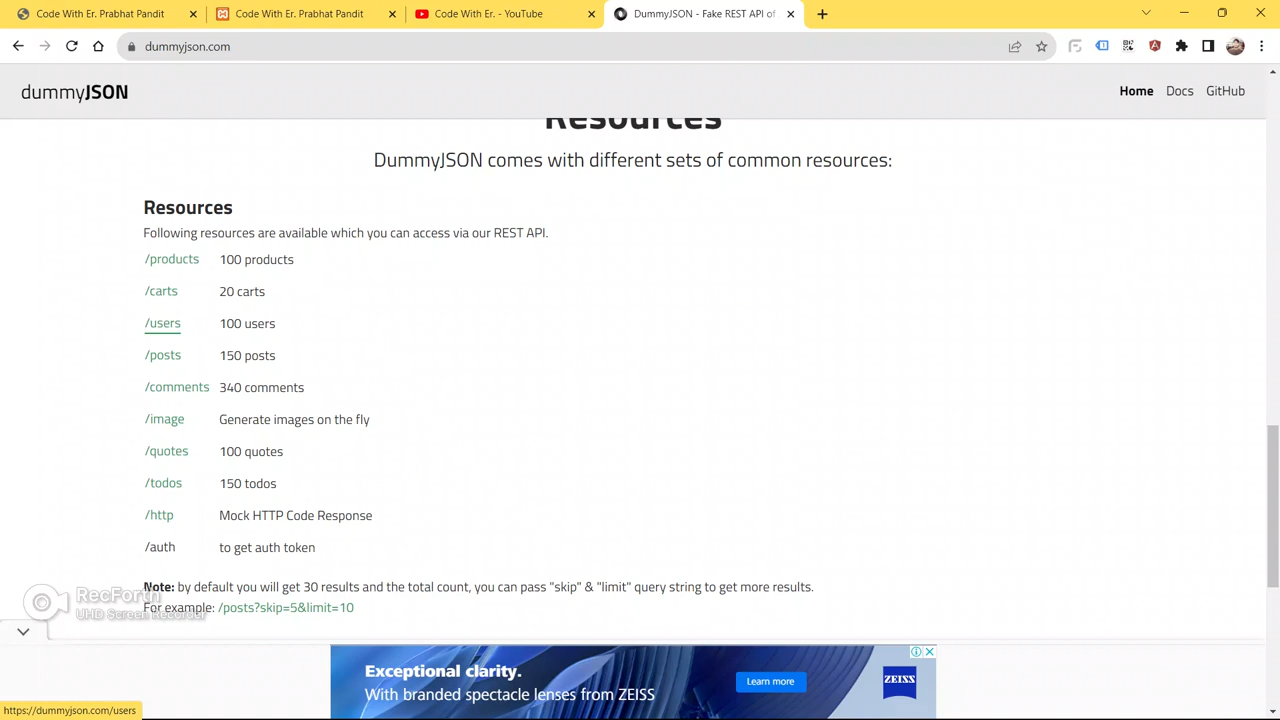 Code With Er. Prabhat Pandit
Code With Er. Prabhat Pandit
Code With Er. - YouTube
DummyJSON - Fake REST API of
dummyjson.com
dummyJSON
Home
Docs
GitHub
Resources
DummyJSON comes with different sets of common resources:
Resources
Following resources are available which you can access via our REST API.
/products 100 products
/carts 20 carts
/users 100 users
/posts 150 posts
/comments 340 comments
/image Generate images on the fly
/quotes 100 quotes
/todos 150 todos
/http Mock HTTP Code Response
/auth to get auth token
Note: by default you will get 30 results and the total count, you can pass "skip" & "limit" query string to get more results.
For example: /posts?skip=5&limit=10
RecForth
UHD Screen Recorder
Exceptional clarity.
With branded spectacle lenses from ZEISS
Learn more
ZEISS
https://dummyjson.com/users